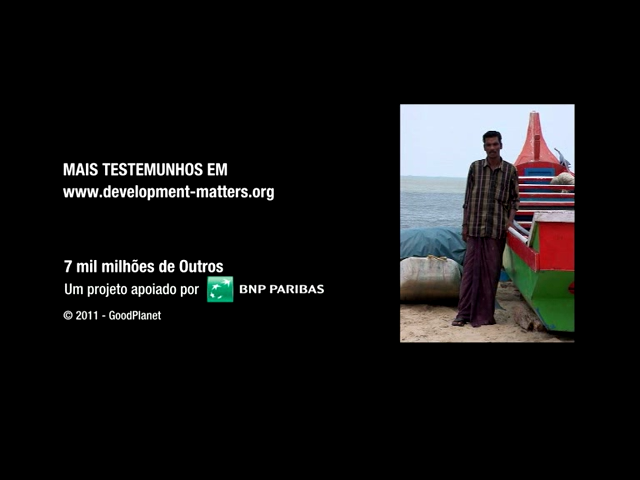 MAIS TESTEMUNHOS EM
www.development-matters.org
7 mil milhões de Outros
Um projeto apoiado por BNP PARIBAS
© 2011 - GoodPlanet